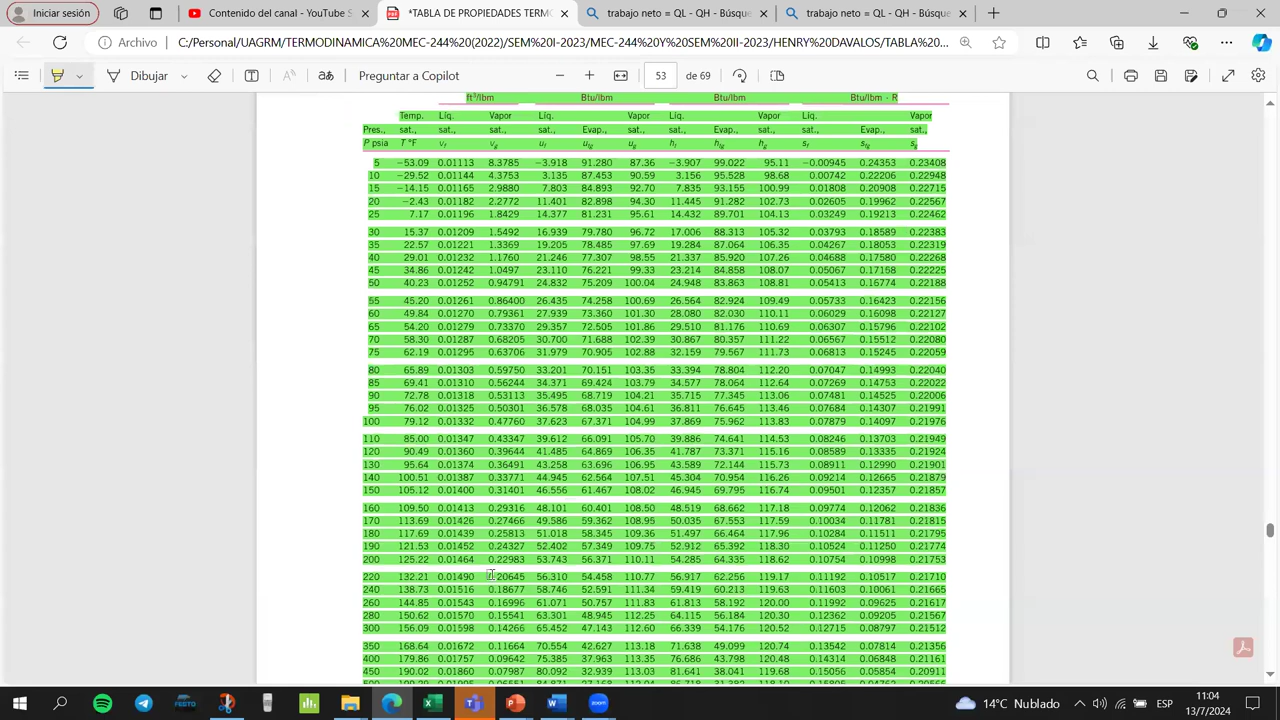 Iniciar sesión
Contenido del canal - YouTube S
*TABLA DE PROPIEDADES TERM
trabajo neto = QL - QH - Búsque
trabajo neto = QL - QH - Búsque
Archivo C:/Personal/UAGRM/TERMODINAMICA%20MEC-244%20(2022)/SEM%20I-2023/MEC-244%20Y%20SEM%20II-2023/HENRY%20DAVALOS/TABLA%20...
Dibujar
Preguntar a Copilot
53 de 69
ft³/lbm Btu/lbm Btu/lbm Btu/lbm · R
Temp. Líq. Vapor Líq. Vapor Líq. Vapor Líq. Vapor
Pres., sat., sat., sat., sat., Evap., sat., sat., Evap., sat., sat., Evap., sat.,
P psia T °F vf vg uf ufg ug hf hfg hg sf sfg sg
5 −53.09 0.01113 8.3785 −3.918 91.280 87.36 −3.907 99.022 95.11 −0.00945 0.24353 0.23408
10 −29.52 0.01144 4.3753 3.135 87.453 90.59 3.156 95.528 98.68 0.00742 0.22206 0.22948
15 −14.15 0.01165 2.9880 7.803 84.893 92.70 7.835 93.155 100.99 0.01808 0.20908 0.22715
20 −2.43 0.01182 2.2772 11.401 82.898 94.30 11.445 91.282 102.73 0.02605 0.19962 0.22567
25 7.17 0.01196 1.8429 14.377 81.231 95.61 14.432 89.701 104.13 0.03249 0.19213 0.22462
30 15.37 0.01209 1.5492 16.939 79.780 96.72 17.006 88.313 105.32 0.03793 0.18589 0.22383
35 22.57 0.01221 1.3369 19.205 78.485 97.69 19.284 87.064 106.35 0.04267 0.18053 0.22319
40 29.01 0.01232 1.1760 21.246 77.307 98.55 21.337 85.920 107.26 0.04688 0.17580 0.22268
45 34.86 0.01242 1.0497 23.110 76.221 99.33 23.214 84.858 108.07 0.05067 0.17158 0.22225
50 40.23 0.01252 0.94791 24.832 75.209 100.04 24.948 83.863 108.81 0.05413 0.16774 0.22188
55 45.20 0.01261 0.86400 26.435 74.258 100.69 26.564 82.924 109.49 0.05733 0.16423 0.22156
60 49.84 0.01270 0.79361 27.939 73.360 101.30 28.080 82.030 110.11 0.06029 0.16098 0.22127
65 54.20 0.01279 0.73370 29.357 72.505 101.86 29.510 81.176 110.69 0.06307 0.15796 0.22102
70 58.30 0.01287 0.68205 30.700 71.688 102.39 30.867 80.357 111.22 0.06567 0.15512 0.22080
75 62.19 0.01295 0.63706 31.979 70.905 102.88 32.159 79.567 111.73 0.06813 0.15245 0.22059
80 65.89 0.01303 0.59750 33.201 70.151 103.35 33.394 78.804 112.20 0.07047 0.14993 0.22040
85 69.41 0.01310 0.56244 34.371 69.424 103.79 34.577 78.064 112.64 0.07269 0.14753 0.22022
90 72.78 0.01318 0.53113 35.495 68.719 104.21 35.715 77.345 113.06 0.07481 0.14525 0.22006
95 76.02 0.01325 0.50301 36.578 68.035 104.61 36.811 76.645 113.46 0.07684 0.14307 0.21991
100 79.12 0.01332 0.47760 37.623 67.371 104.99 37.869 75.962 113.83 0.07879 0.14097 0.21976
110 85.00 0.01347 0.43347 39.612 66.091 105.70 39.886 74.641 114.53 0.08246 0.13703 0.21949
120 90.49 0.01360 0.39644 41.485 64.869 106.35 41.787 73.371 115.16 0.08589 0.13335 0.21924
130 95.64 0.01374 0.36491 43.258 63.696 106.95 43.589 72.144 115.73 0.08911 0.12990 0.21901
140 100.51 0.01387 0.33771 44.945 62.564 107.51 45.304 70.954 116.26 0.09214 0.12665 0.21879
150 105.12 0.01400 0.31401 46.556 61.467 108.02 46.945 69.795 116.74 0.09501 0.12357 0.21857
160 109.50 0.01413 0.29316 48.101 60.401 108.50 48.519 68.662 117.18 0.09774 0.12062 0.21836
170 113.69 0.01426 0.27466 49.586 59.362 108.95 50.035 67.553 117.59 0.10034 0.11781 0.21815
180 117.69 0.01439 0.25813 51.018 58.345 109.36 51.497 66.464 117.96 0.10284 0.11511 0.21795
190 121.53 0.01452 0.24327 52.402 57.349 109.75 52.912 65.392 118.30 0.10524 0.11250 0.21774
200 125.22 0.01464 0.22983 53.743 56.371 110.11 54.285 64.335 118.62 0.10754 0.10998 0.21753
220 132.21 0.01490 0.20645 56.310 54.458 110.77 56.917 62.256 119.17 0.11192 0.10517 0.21710
240 138.73 0.01516 0.18677 58.746 52.591 111.34 59.419 60.213 119.63 0.11603 0.10061 0.21665
260 144.85 0.01543 0.16996 61.071 50.757 111.83 61.813 58.192 120.00 0.11992 0.09625 0.21617
280 150.62 0.01570 0.15541 63.301 48.945 112.25 64.115 56.184 120.30 0.12362 0.09205 0.21567
300 156.09 0.01598 0.14266 65.452 47.143 112.60 66.339 54.176 120.52 0.12715 0.08797 0.21512
350 168.64 0.01672 0.11664 70.554 42.627 113.18 71.638 49.099 120.74 0.13542 0.07814 0.21356
400 179.86 0.01757 0.09642 75.385 37.963 113.35 76.686 43.798 120.48 0.14314 0.06848 0.21161
450 190.02 0.01860 0.07987 80.092 32.939 113.03 81.641 38.041 119.68 0.15056 0.05854 0.20911
14°C Nublado
ESP
11:04
13/7/2024